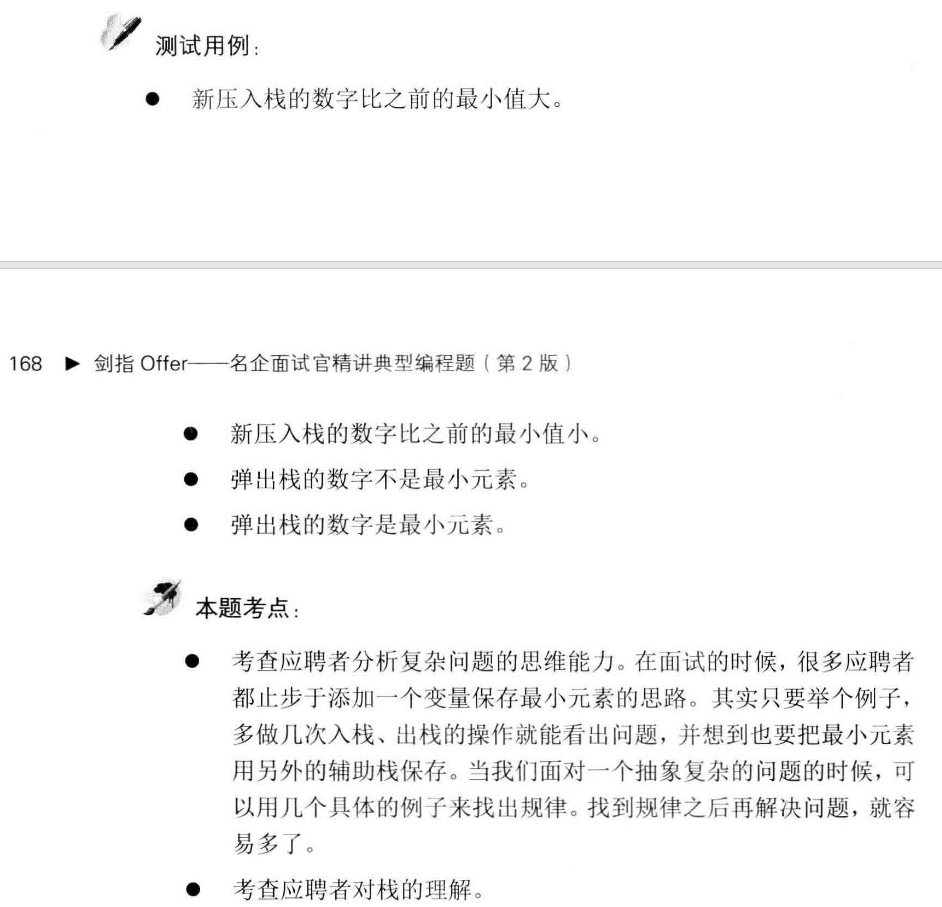 测试用例：
● 新压入栈的数字比之前的最小值大。
168 ▶ 剑指 Offer——名企面试官精讲典型编程题（第 2 版）
● 新压入栈的数字比之前的最小值小。
● 弹出栈的数字不是最小元素。
● 弹出栈的数字是最小元素。
本题考点：
● 考查应聘者分析复杂问题的思维能力。在面试的时候，很多应聘者
都止步于添加一个变量保存最小元素的思路。其实只要举个例子，
多做几次入栈、出栈的操作就能看出问题，并想到也要把最小元素
用另外的辅助栈保存。当我们面对一个抽象复杂的问题的时候，可
以用几个具体的例子来找出规律。找到规律之后再解决问题，就容
易多了。
● 考查应聘者对栈的理解。